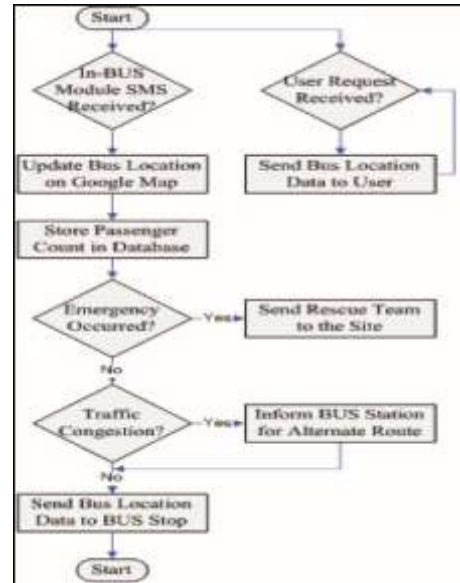 Start
In-BUS
Module SMS
Received?
User Request
Received?
Update Bus Location
on Google Map
Send Bus Location
Data to User
Store Passenger
Count in Database
Emergency
Occurred?
Yes
Send Rescue Team
to the Site
No
Traffic
Congestion?
Yes
Inform BUS Station
for Alternate Route
No
Send Bus Location
Data to BUS Stop
Start